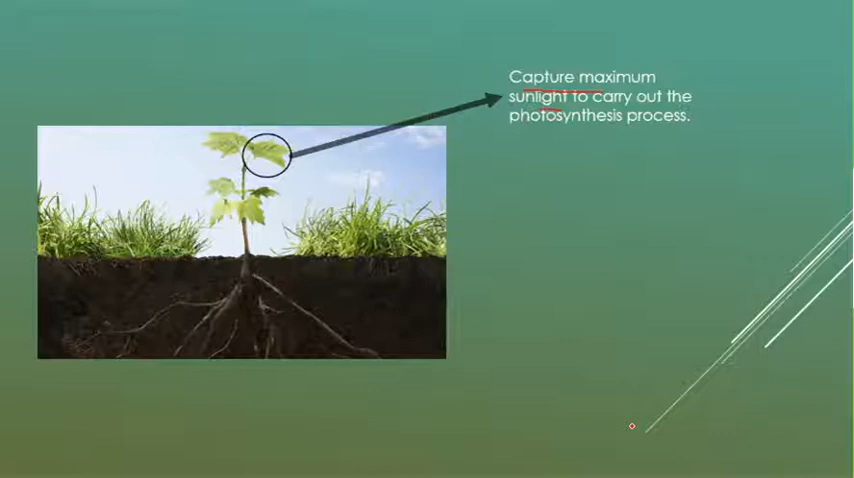 Capture maximum
sunlight to carry out the
photosynthesis process.